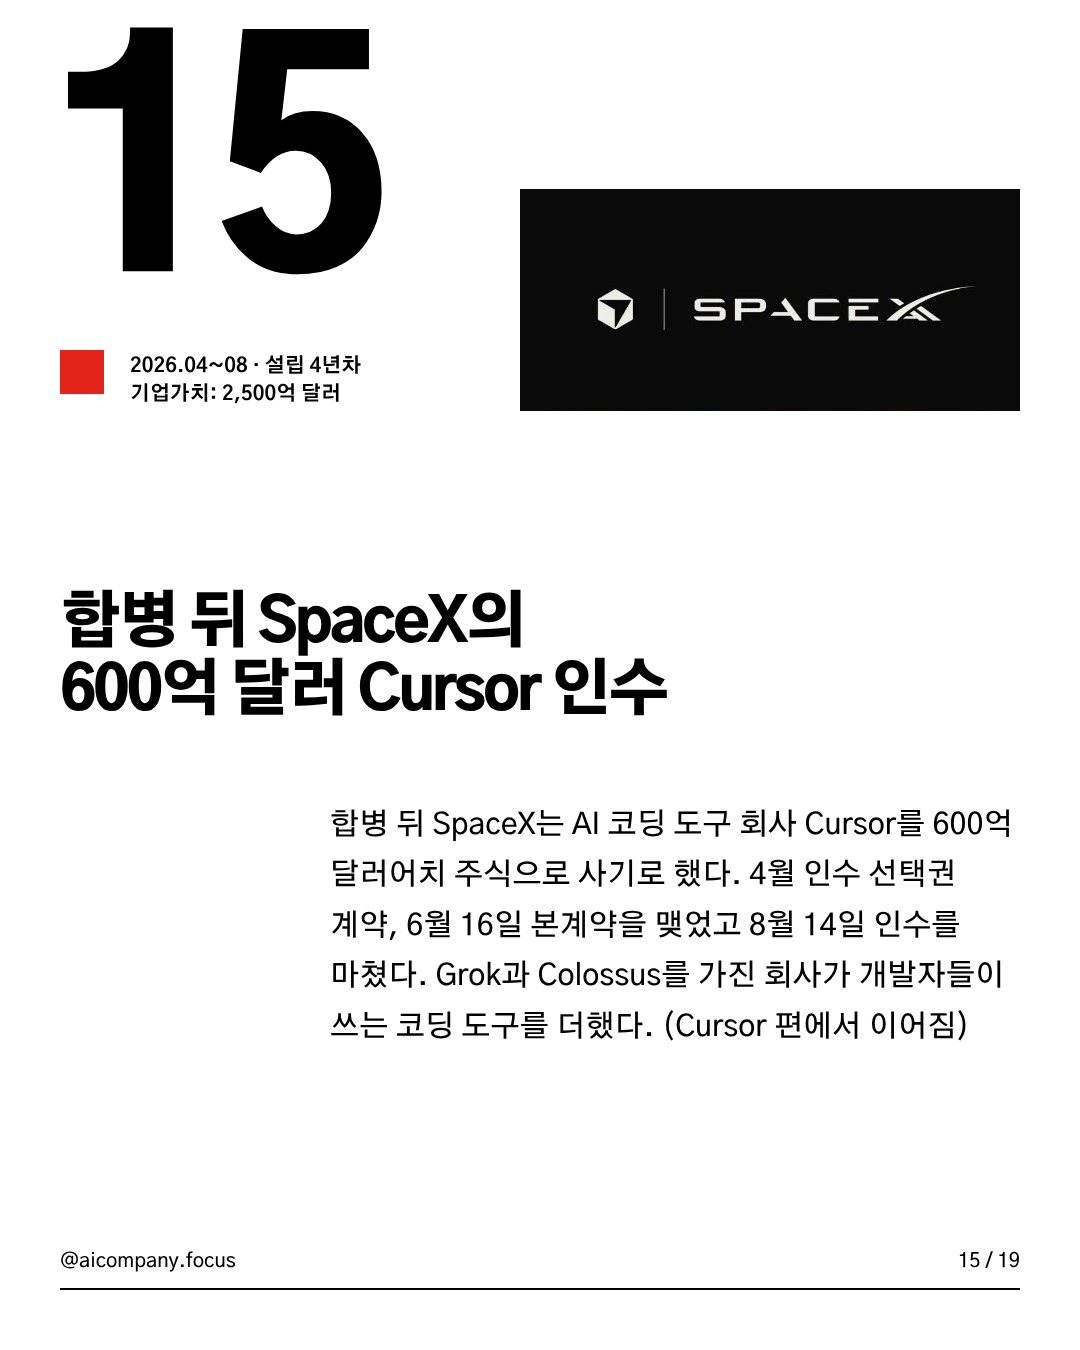 15
SPACEX
2026.04~08 · 설립 4년차
기업가치: 2,500억 달러
합병 뒤 SpaceX의
600억 달러 Cursor 인수
합병 뒤 SpaceX는 AI 코딩 도구 회사 Cursor를 600억
달러어치 주식으로 사기로 했다. 4월 인수 선택권
계약, 6월 16일 본계약을 맺었고 8월 14일 인수를
마쳤다. Grok과 Colossus를 가진 회사가 개발자들이
쓰는 코딩 도구를 더했다. (Cursor 편에서 이어짐)
@aicompany.focus
15 / 19